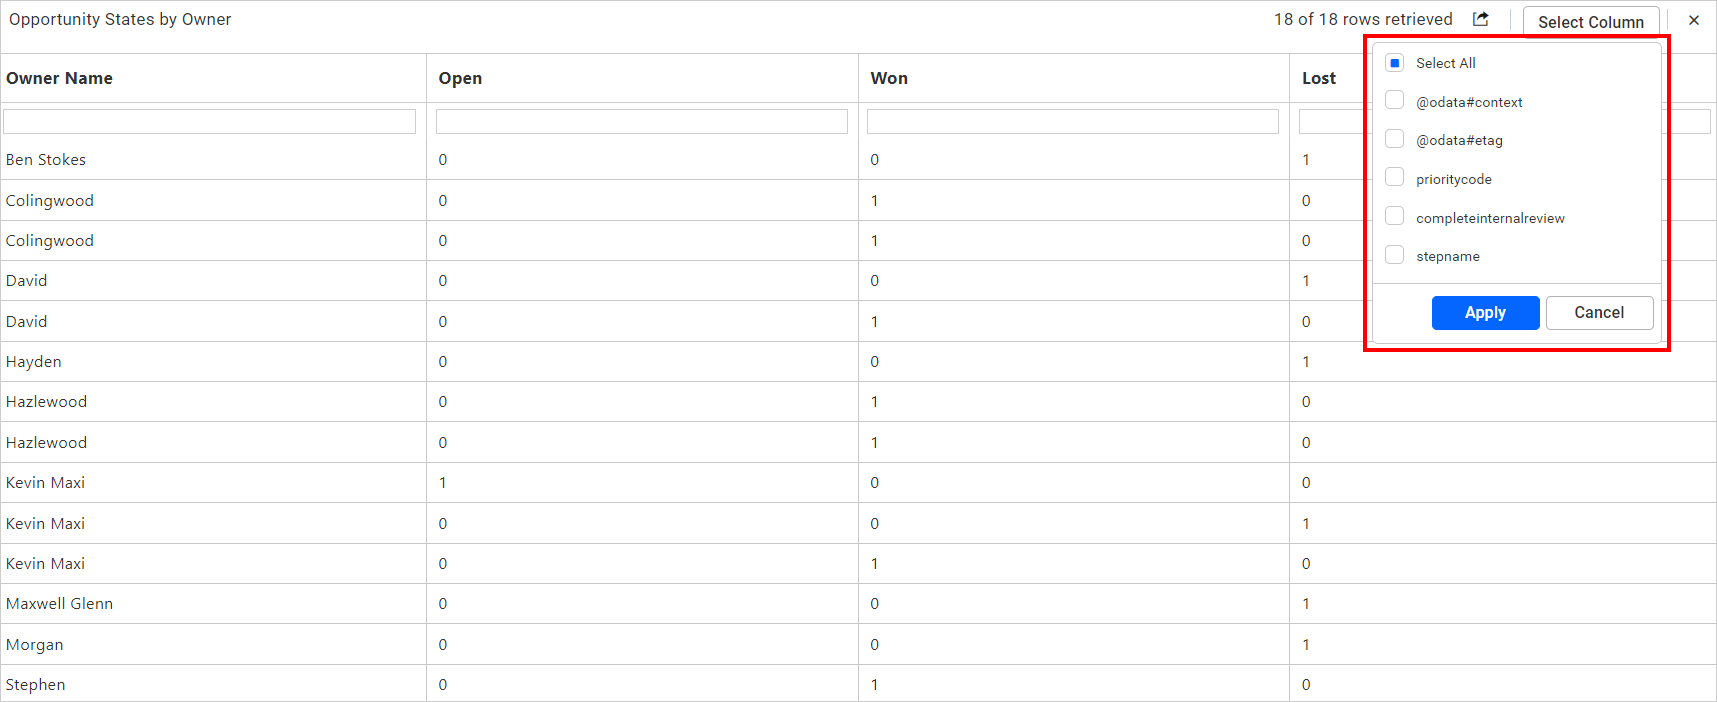 Opportunity States by Owner 18 of 18 rows retrieved Select Column
Owner Name Open Won Lost
Select All
@odata#context
@odata#etag
prioritycode
completeinternalreview
stepname
Apply Cancel
Ben Stokes 0 0 1
Colingwood 0 1 0
Colingwood 0 1 0
David 0 0 1
David 0 1 0
Hayden 0 0 1
Hazlewood 0 1 0
Hazlewood 0 1 0
Kevin Maxi 1 0 0
Kevin Maxi 0 0 1
Kevin Maxi 0 1 0
Maxwell Glenn 0 0 1
Morgan 0 0 1
Stephen 0 1 0